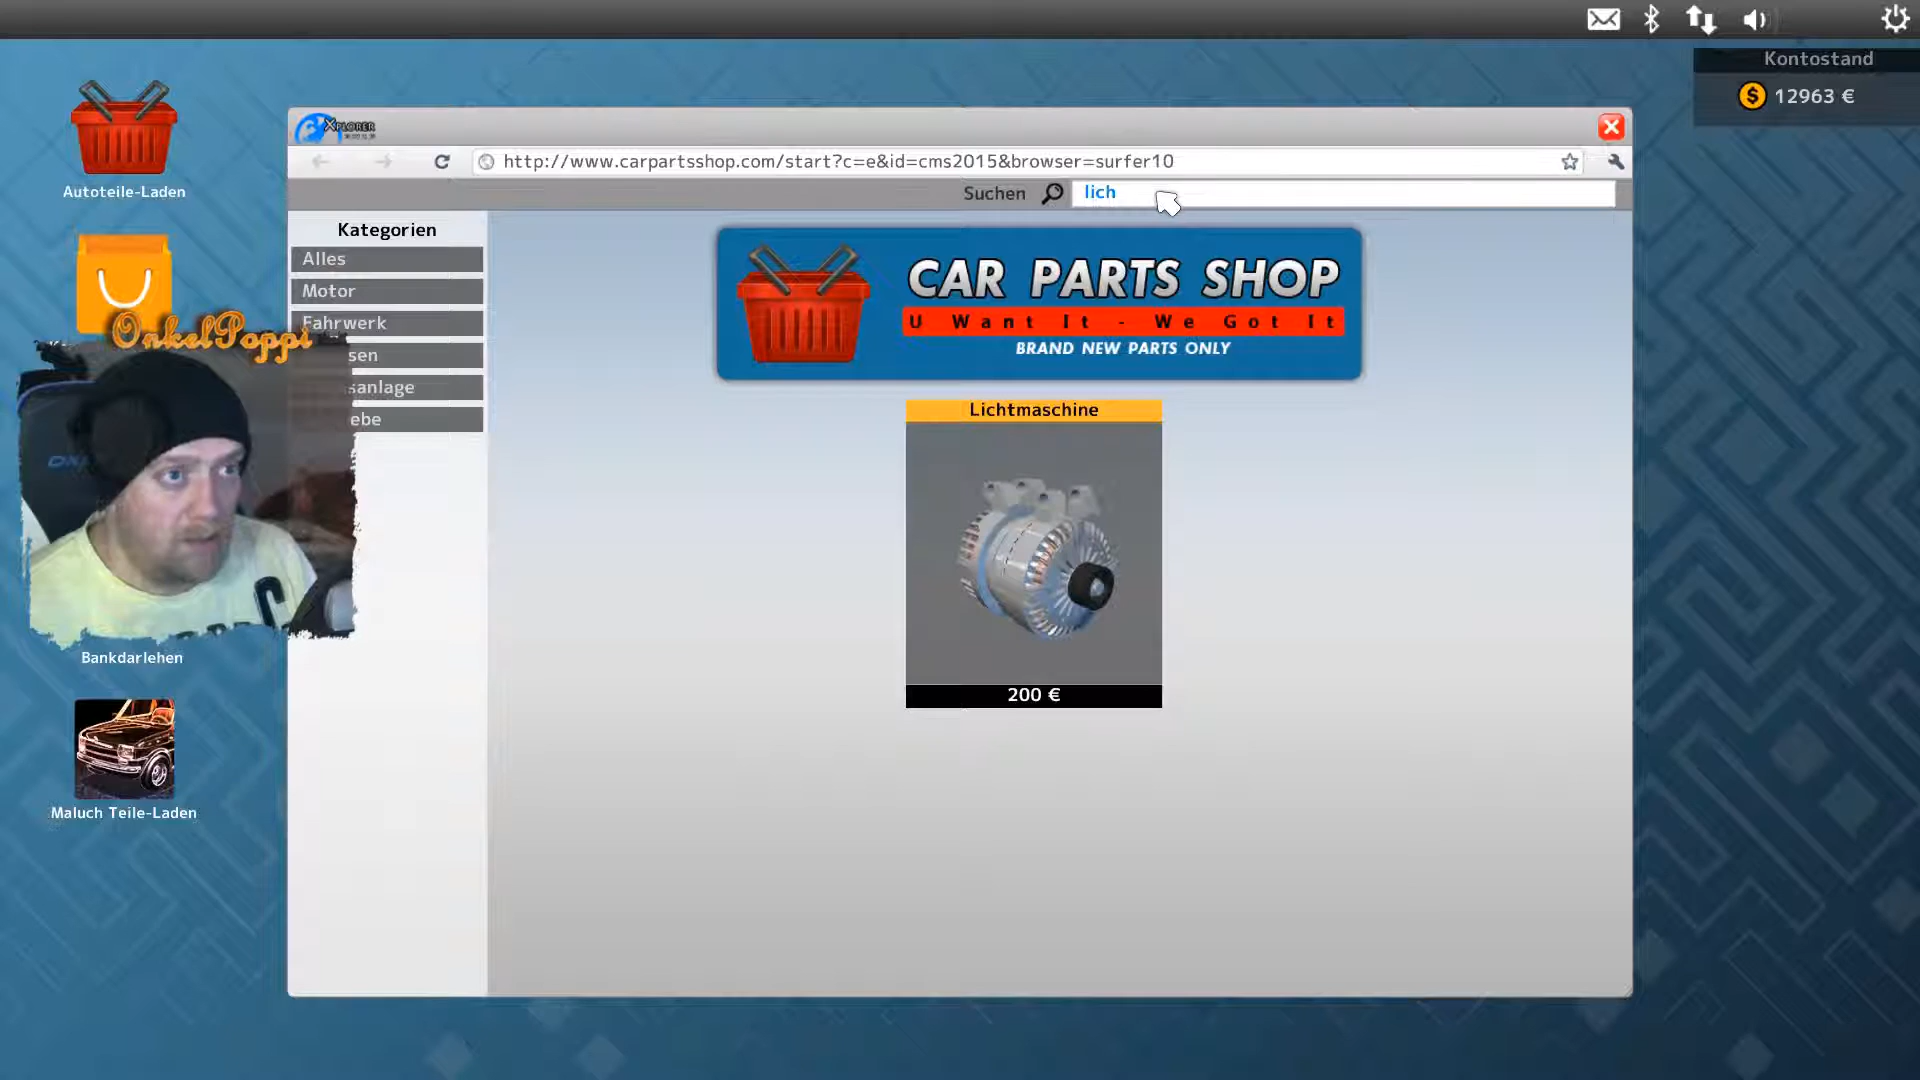 Kontostand
12963 €
Autoteile-Laden
XPLORER
http://www.carpartsshop.com/start?c=e&id=cms2015&browser=surfer10
Suchen
lich
Kategorien
Alles
Motor
Fahrwerk
sen
sanlage
ebe
OnkelPoppi
CAR PARTS SHOP
U Want It - We Got It
BRAND NEW PARTS ONLY
Lichtmaschine
200 €
Bankdarlehen
Maluch Teile-Laden